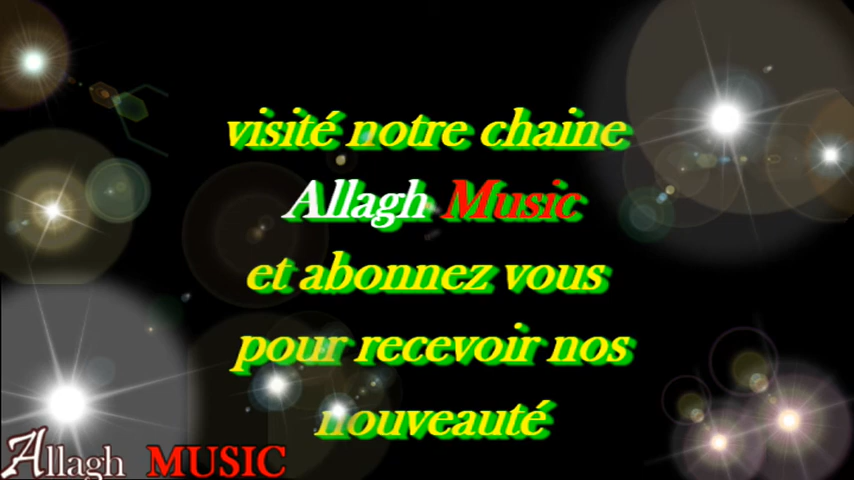 visité notre chaine
Allagh Music
et abonnez vous
pour recevoir nos
nouveauté
Allagh MUSIC